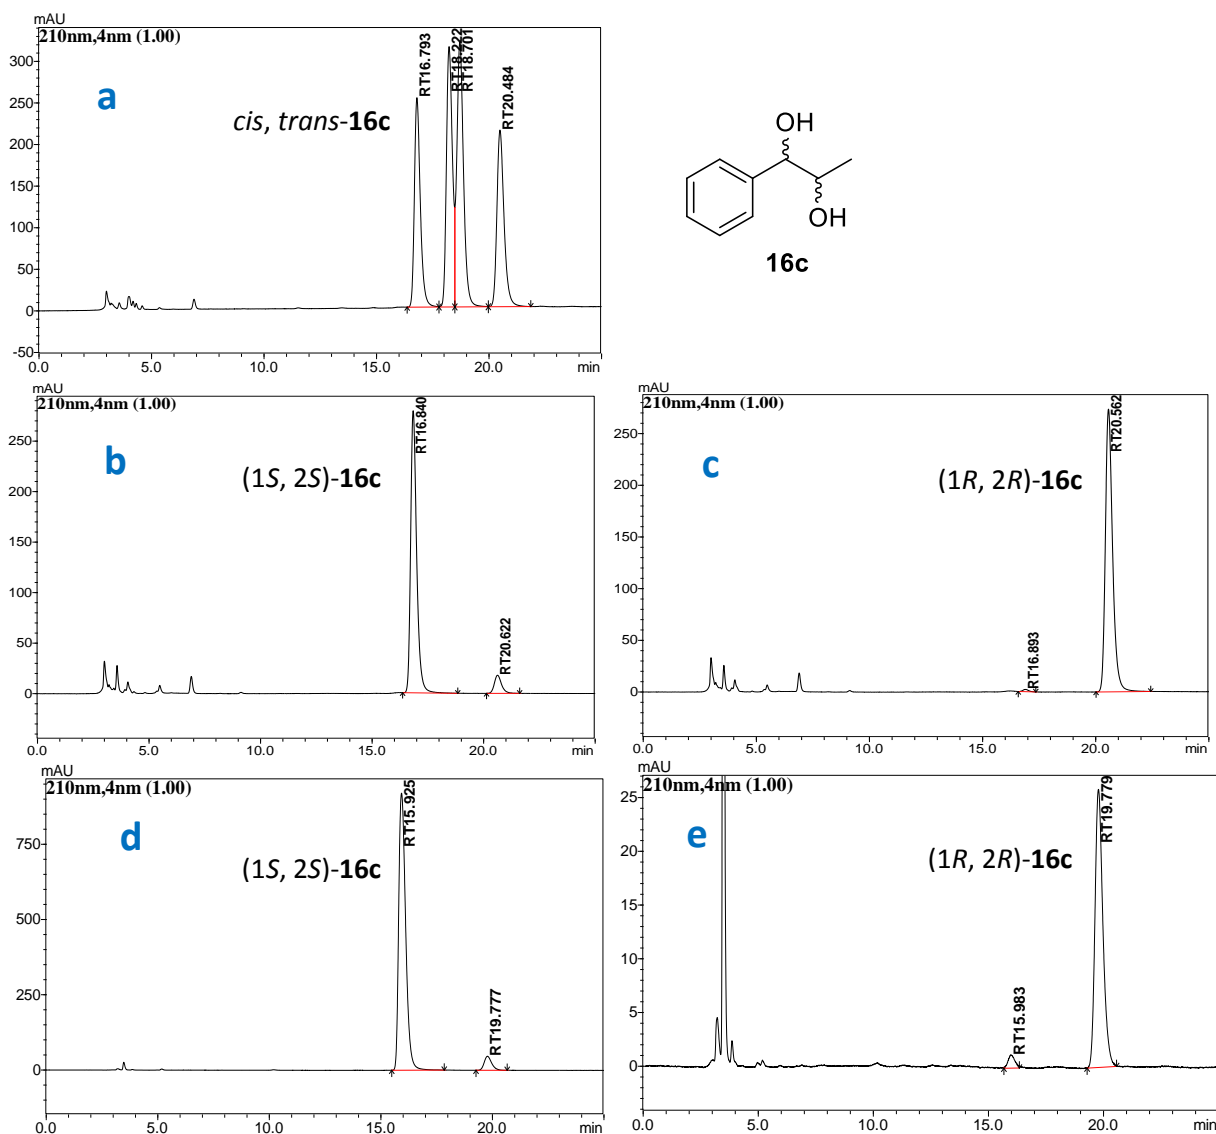 mAU
210nm,4nm (1.00)
a
cis, trans-16c
RT16.793
RT18.222
RT18.701
RT20.484
300
250
200
150
100
50
0
-50
0.0 5.0 10.0 15.0 20.0 min
OH
OH
16c
mAU
210nm,4nm (1.00)
b
(1S, 2S)-16c
RT16.840
RT20.622
250
200
150
100
50
0
0.0 5.0 10.0 15.0 20.0 min
mAU
210nm,4nm (1.00)
c
(1R, 2R)-16c
RT16.893
RT20.562
250
200
150
100
50
0
0.0 5.0 10.0 15.0 20.0 min
mAU
210nm,4nm (1.00)
d
(1S, 2S)-16c
RT15.925
RT19.777
750
500
250
0
0.0 5.0 10.0 15.0 20.0 min
mAU
210nm,4nm (1.00)
e
(1R, 2R)-16c
RT15.983
RT19.779
25
20
15
10
5
0
0.0 5.0 10.0 15.0 20.0 min